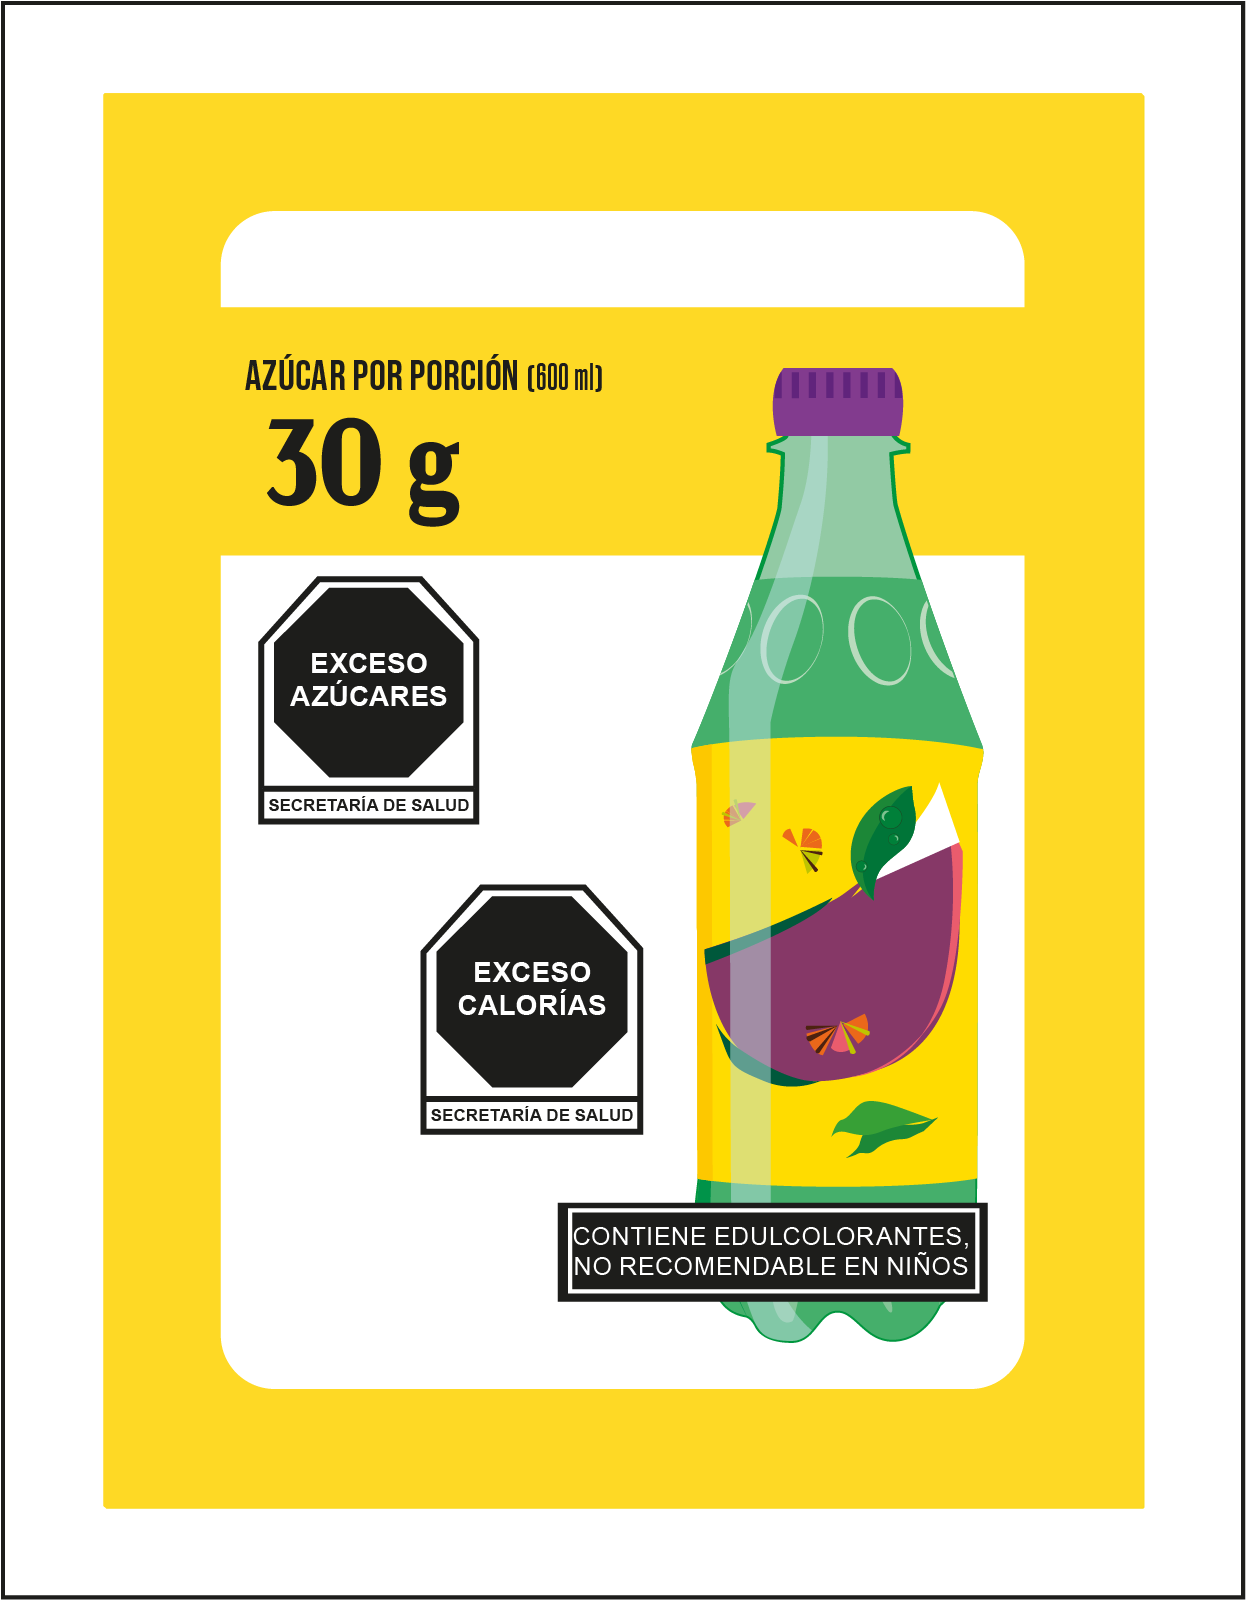 AZÚCAR POR PORCIÓN (600 ml)
30 g
EXCESO
AZÚCARES
SECRETARÍA DE SALUD
EXCESO
CALORÍAS
SECRETARÍA DE SALUD
CONTIENE EDULCOLORANTES,
NO RECOMENDABLE EN NIÑOS